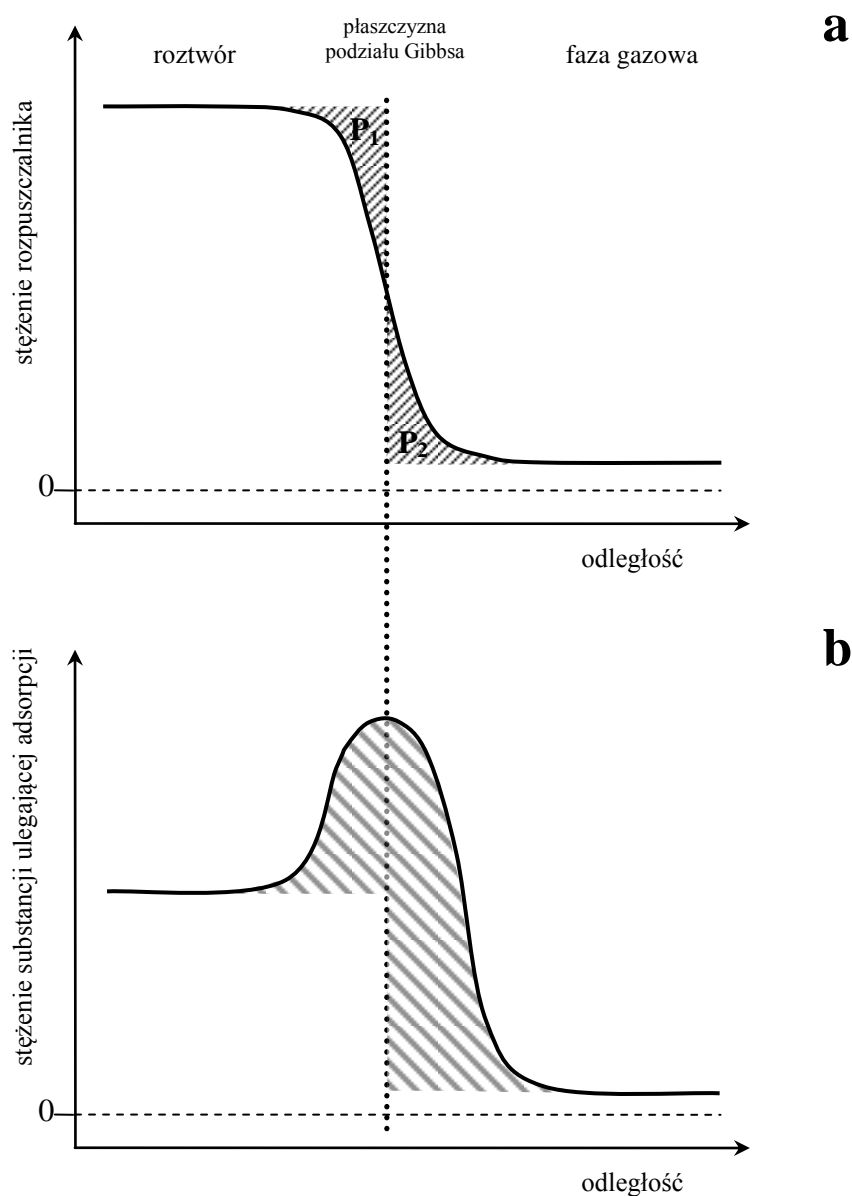 a
roztwór
płaszczyzna
podziału Gibbsa
faza gazowa
stężenie rozpuszczalnika
P₁
P₂
0
odległość
b
stężenie substancji ulegającej adsorpcji
0
odległość